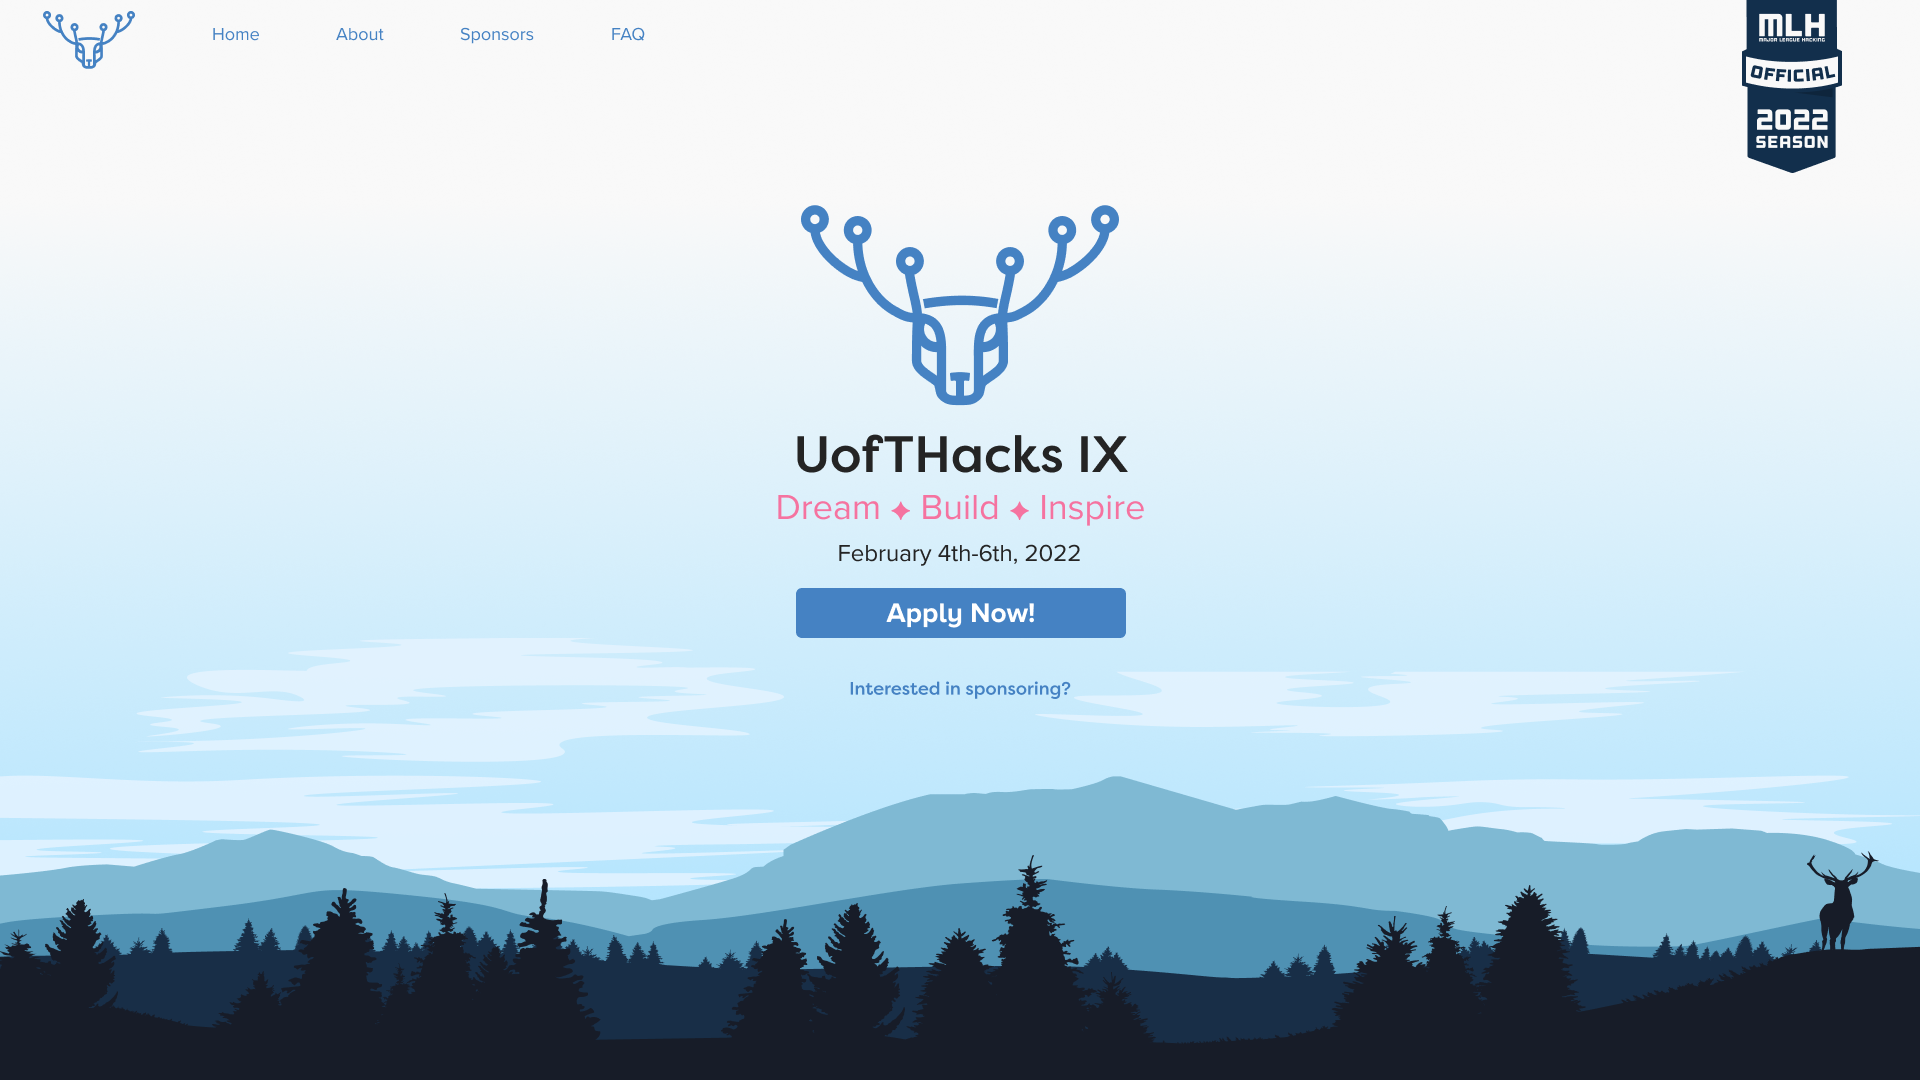 Home
About
Sponsors
FAQ
MLH
MAJOR LEAGUE HACKING
OFFICIAL
2022
SEASON
UofTHacks IX
Dream ✦ Build ✦ Inspire
February 4th-6th, 2022
Apply Now!
Interested in sponsoring?